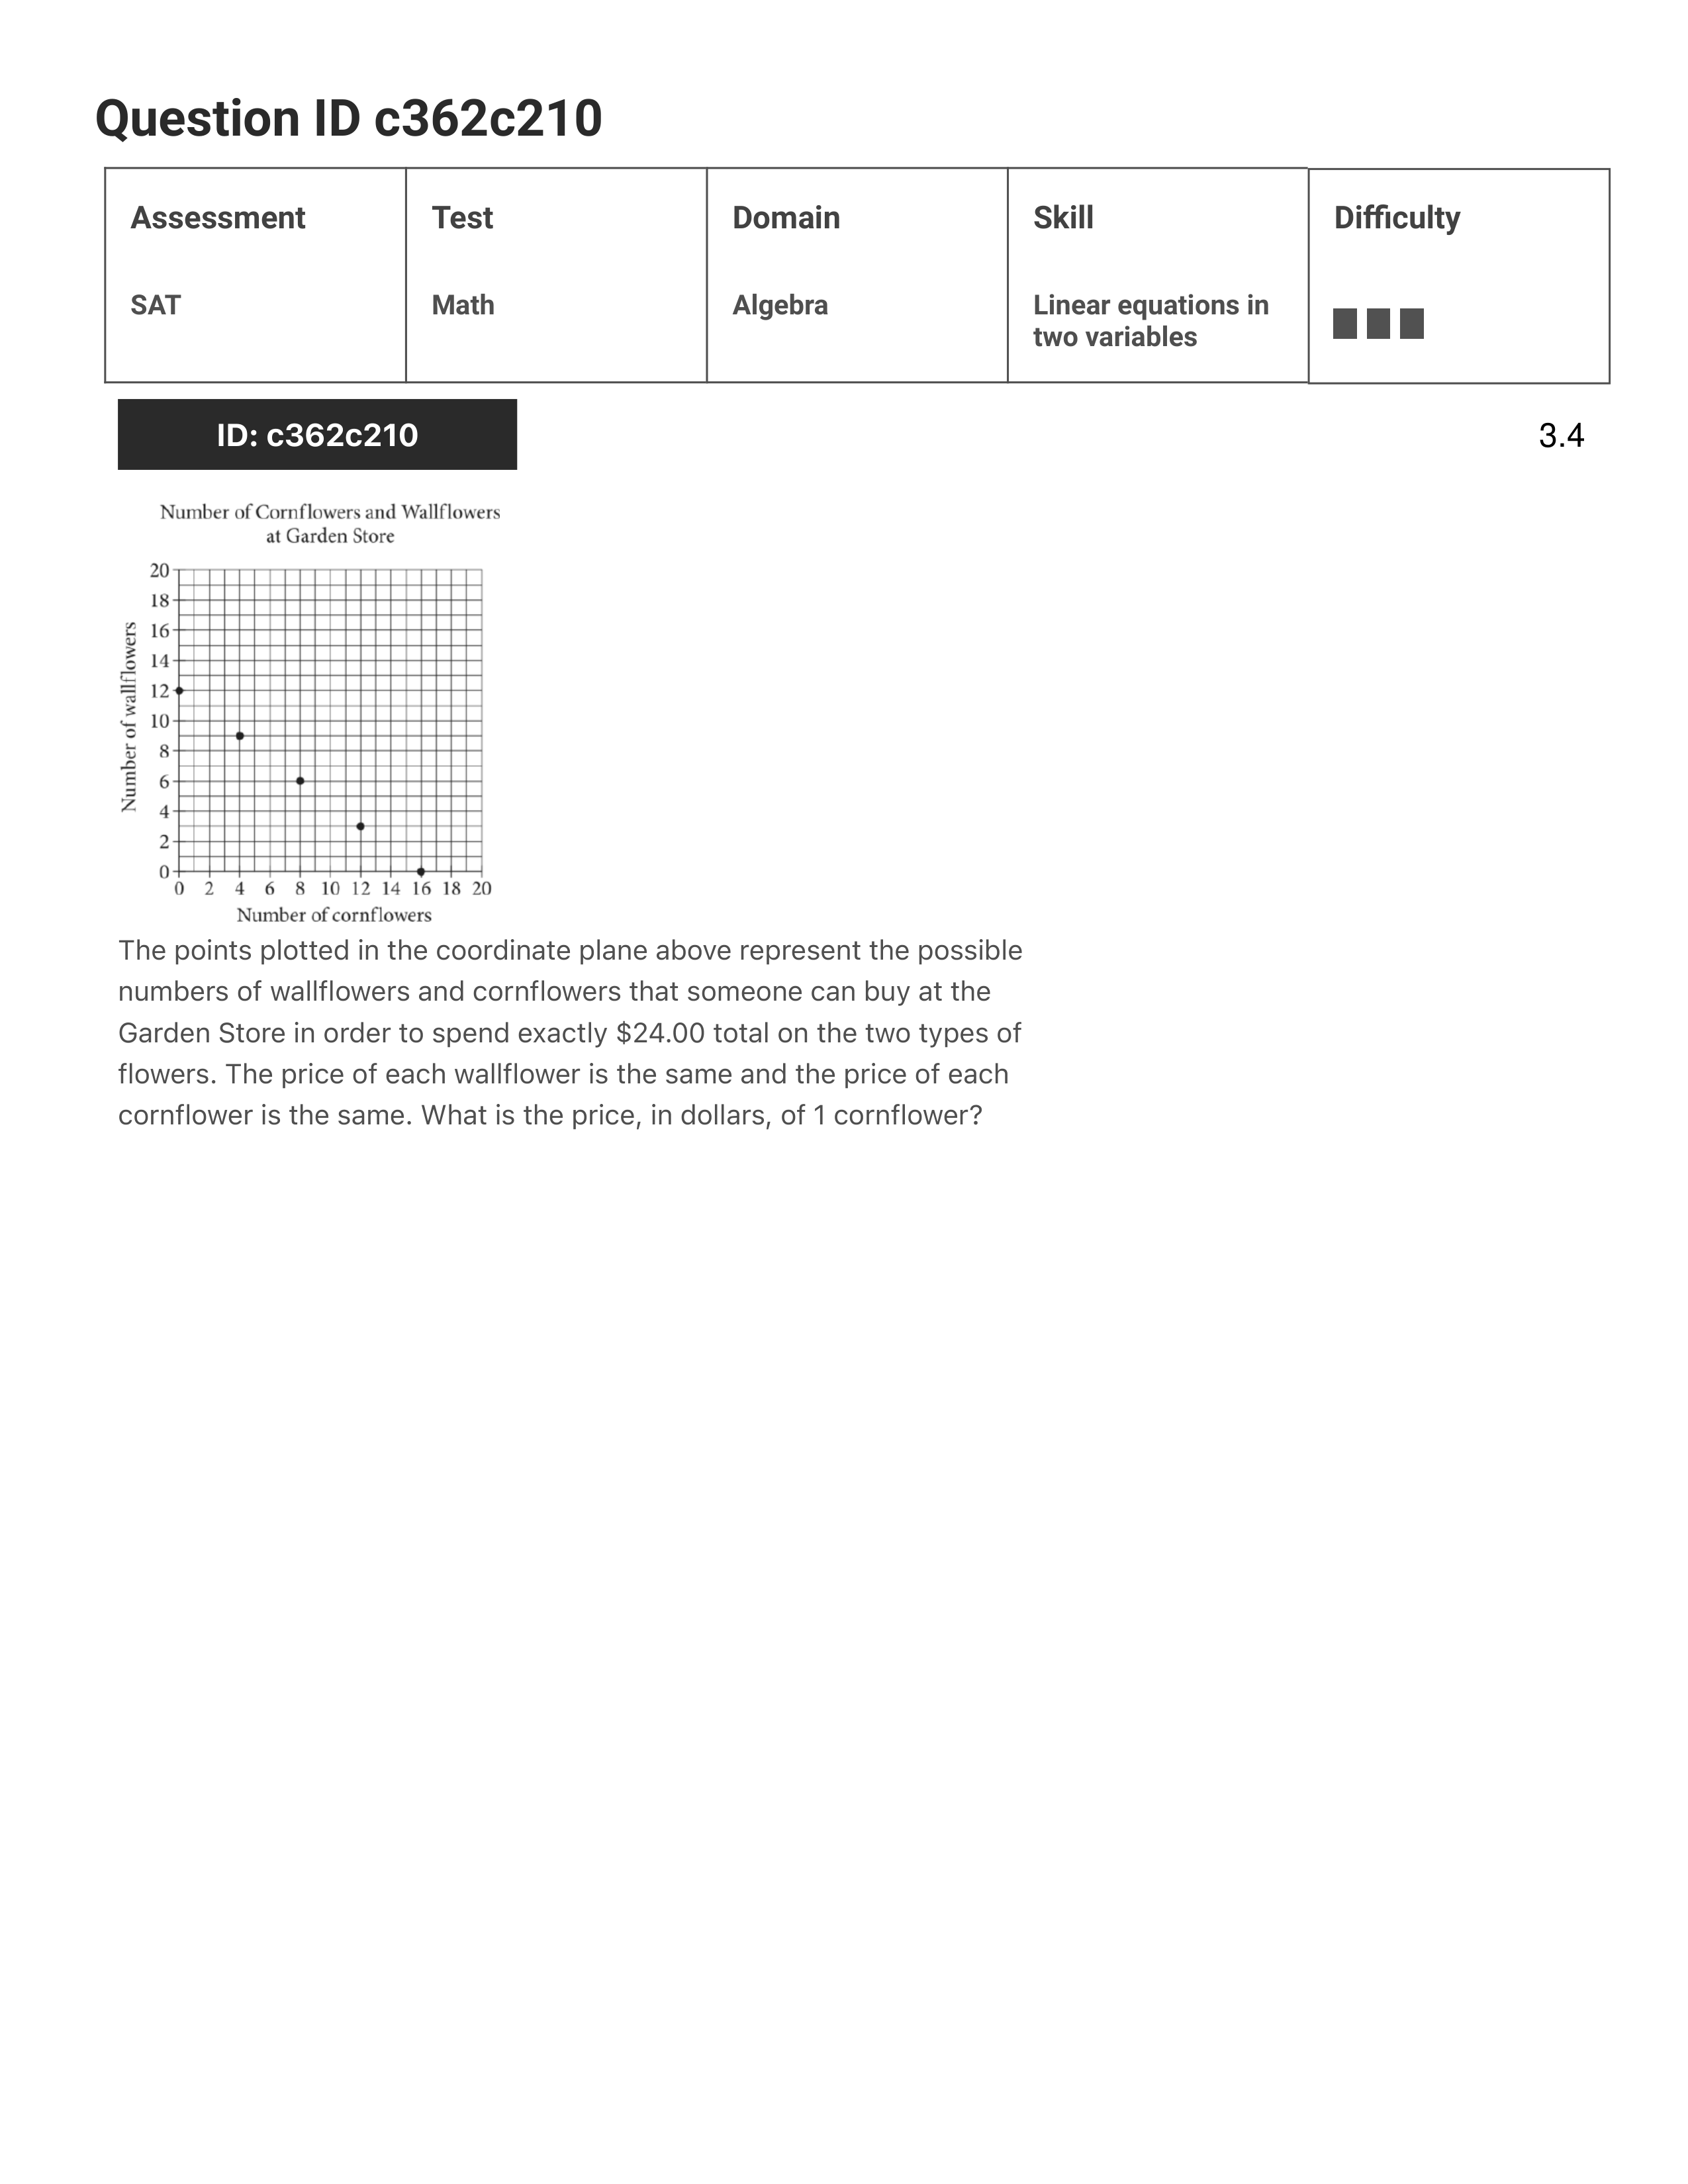 Question ID c362c210
Assessment
Test
Domain
Skill
Difficulty
SAT
Math
Algebra
Linear equations in
two variables
ID: c362c210
3.4
Number of Cornflowers and Wallflowers
at Garden Store
Number of wallflowers
20
18
16
14
12
10
8
6
4
2
0
0 2 4 6 8 10 12 14 16 18 20
Number of cornflowers
The points plotted in the coordinate plane above represent the possible
numbers of wallflowers and cornflowers that someone can buy at the
Garden Store in order to spend exactly $24.00 total on the two types of
flowers. The price of each wallflower is the same and the price of each
cornflower is the same. What is the price, in dollars, of 1 cornflower?